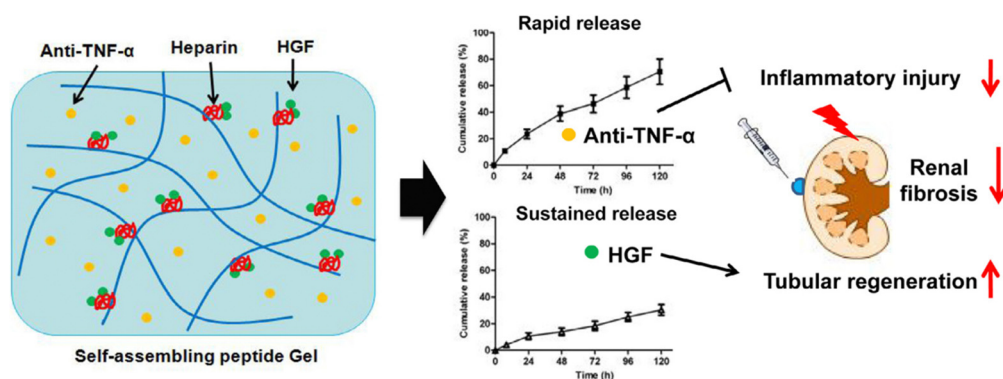 Anti-TNF-α
Heparin
HGF
Self-assembling peptide Gel
Rapid release
Cumulative release (%)
100
80
60
40
20
0
0 24 48 72 96 120
Time (h)
Anti-TNF-α
Sustained release
Cumulative release (%)
100
80
60
40
20
0
0 24 48 72 96 120
Time (h)
HGF
Inflammatory injury
Renal
fibrosis
Tubular regeneration